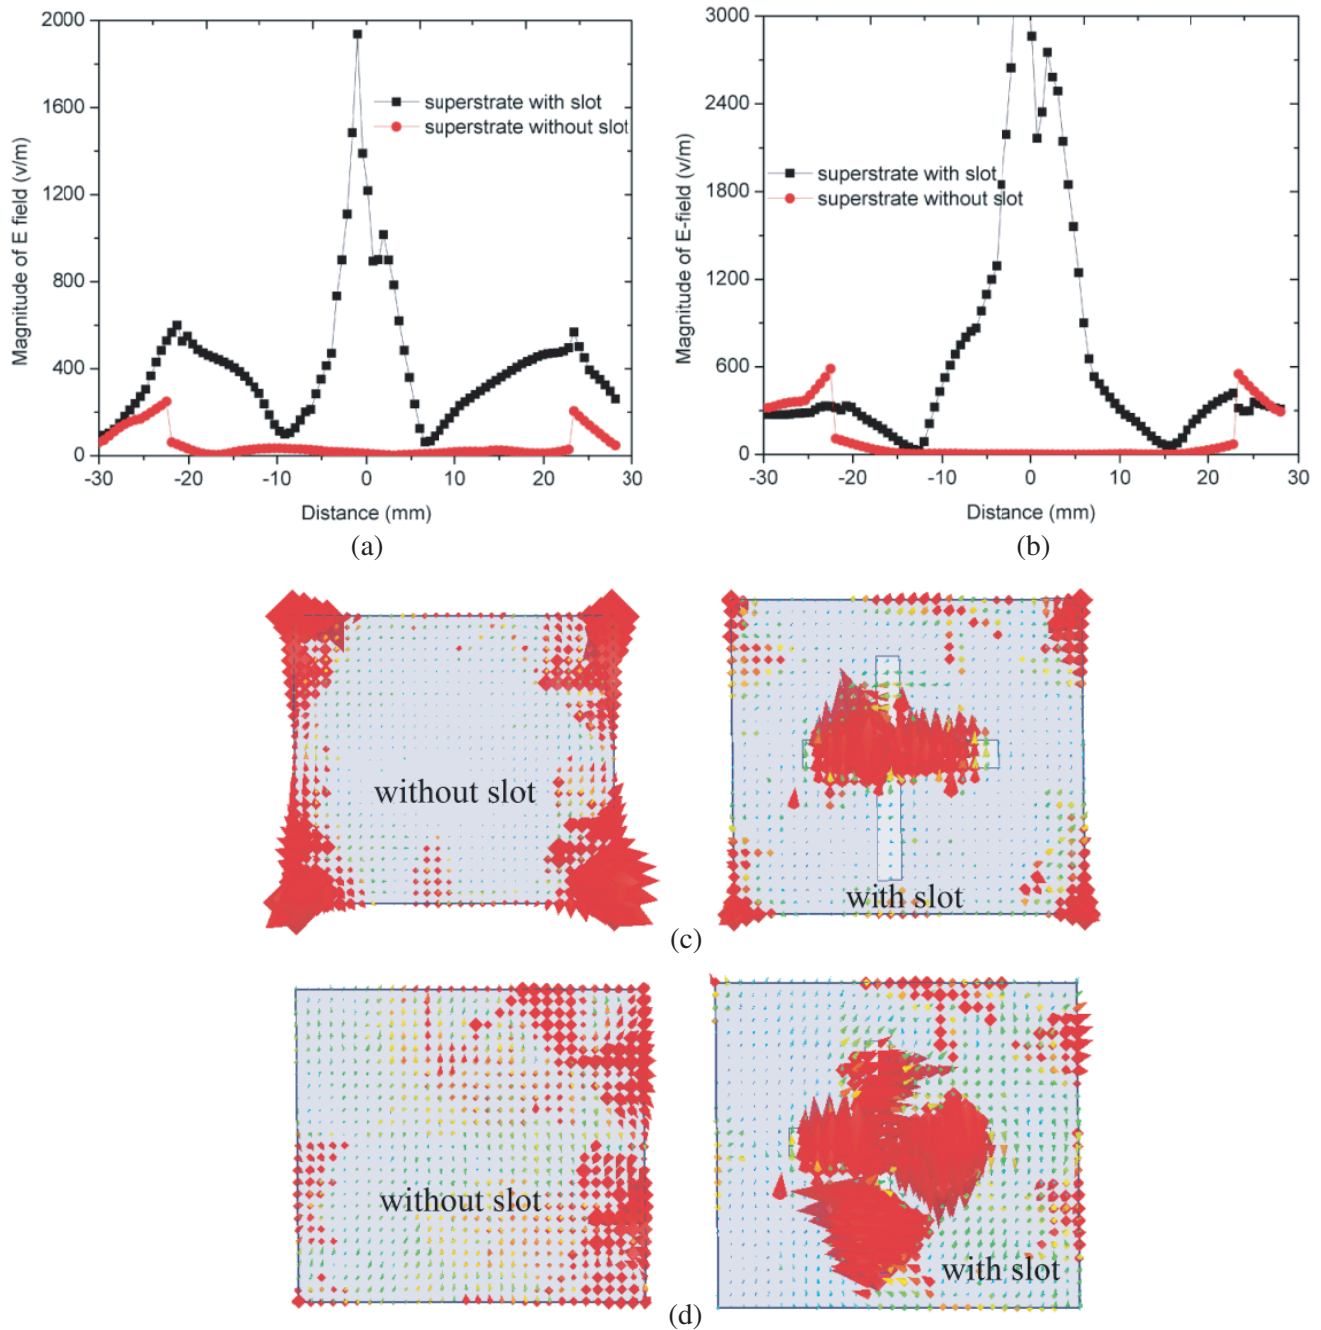 2000
1600
1200
800
400
0
Magnitude of E field (v/m)
superstrate with slot
superstrate without slot
-30 -20 -10 0 10 20 30
Distance (mm)
(a)
3000
2400
1800
1200
600
0
Magnitude of E-field (v/m)
superstrate with slot
superstrate without slot
-30 -20 -10 0 10 20 30
Distance (mm)
(b)
without slot
with slot
(c)
without slot
with slot
(d)